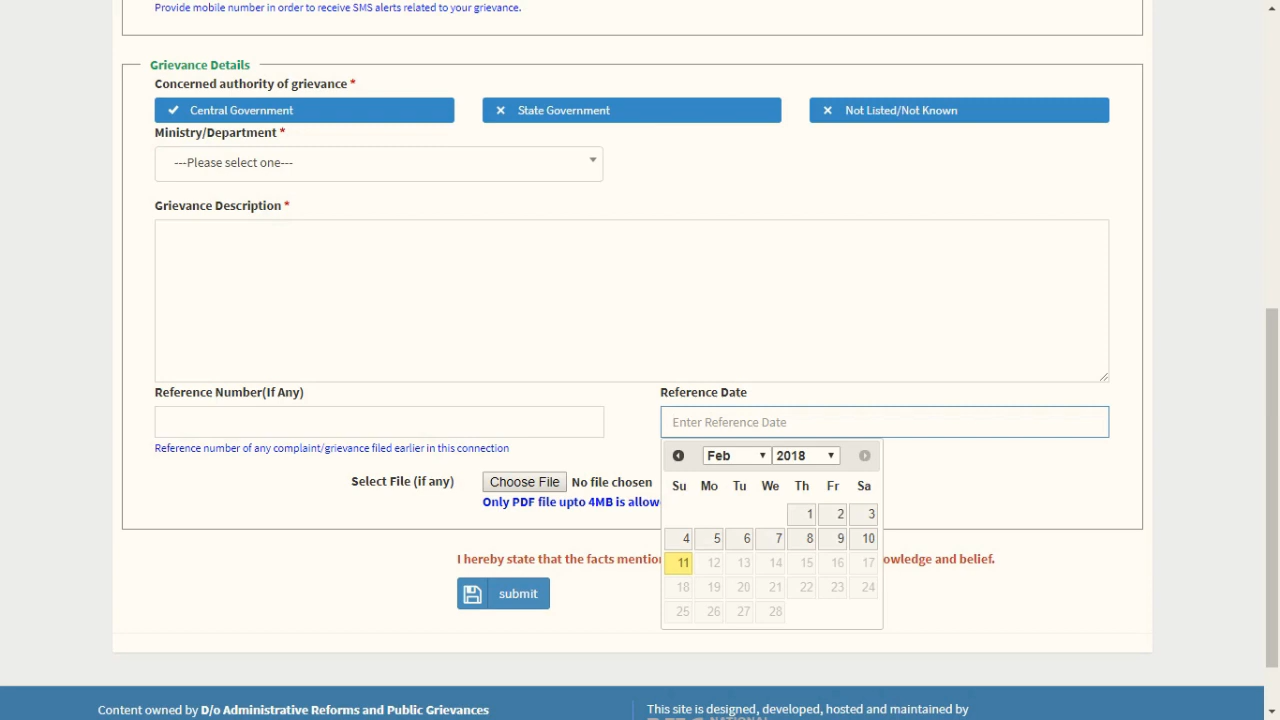 Provide mobile number in order to receive SMS alerts related to your grievance.
Grievance Details
Concerned authority of grievance *
Central Government
State Government
Not Listed/Not Known
Ministry/Department *
---Please select one---
Grievance Description *
Reference Number(If Any)
Reference Date
Enter Reference Date
Reference number of any complaint/grievance filed earlier in this connection
Feb 2018
Su Mo Tu We Th Fr Sa
1 2 3
4 5 6 7 8 9 10
11 12 13 14 15 16 17
18 19 20 21 22 23 24
25 26 27 28
Select File (if any) Choose File No file chosen
Only PDF file upto 4MB is allow
I hereby state that the facts mention owledge and belief.
submit
Content owned by D/o Administrative Reforms and Public Grievances
This site is designed, developed, hosted and maintained by
NATIONAL